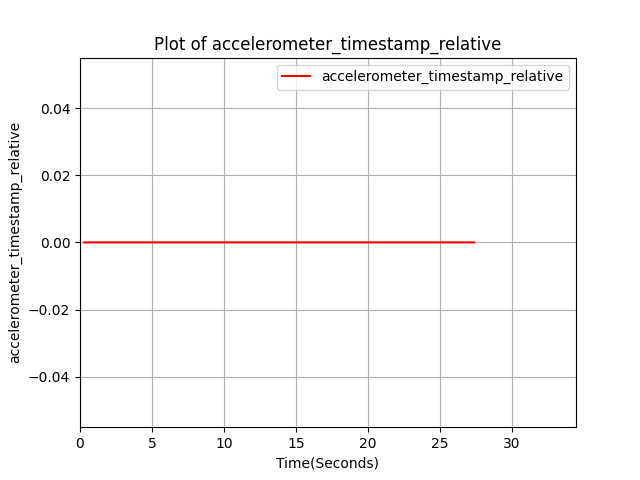 Plot of accelerometer_timestamp_relative
accelerometer_timestamp_relative
accelerometer_timestamp_relative
0.04
0.02
0.00
−0.02
−0.04
0 5 10 15 20 25 30
Time(Seconds)